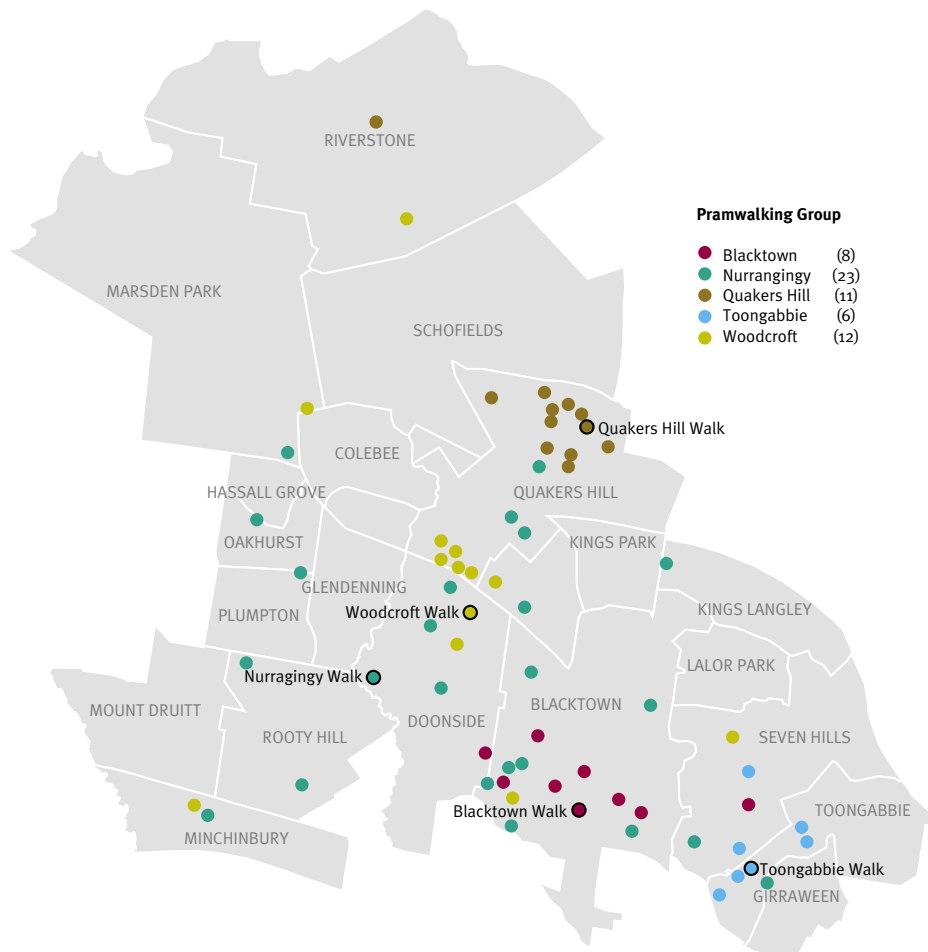 RIVERSTONE
Pramwalking Group
Blacktown (8)
Nurrangingy (23)
Quakers Hill (11)
Toongabbie (6)
Woodcroft (12)
MARSDEN PARK
SCHOFIELDS
Quakers Hill Walk
COLEBEE
HASSALL GROVE
QUAKERS HILL
OAKHURST
KINGS PARK
GLENDENNING
Woodcroft Walk
PLUMPTON
KINGS LANGLEY
LALOR PARK
Nurragingy Walk
MOUNT DRUITT
BLACKTOWN
DOONSIDE
ROOTY HILL
SEVEN HILLS
Blacktown Walk
TOONGABBIE
MINCHINBURY
Toongabbie Walk
GIRRAWEEN